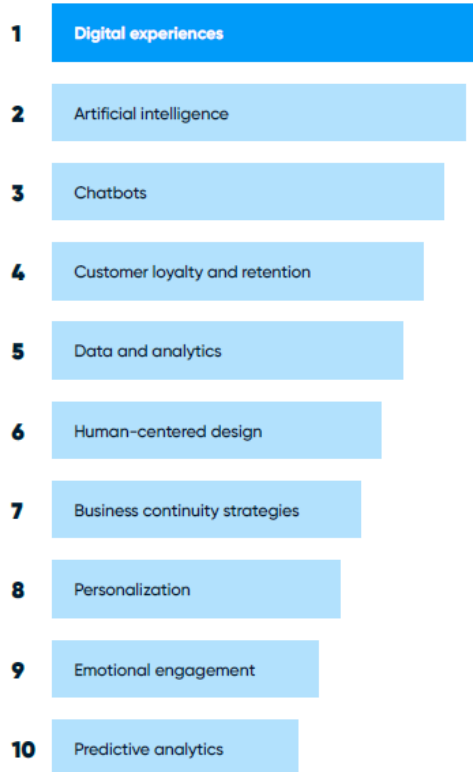 1 Digital experiences
2 Artificial intelligence
3 Chatbots
4 Customer loyalty and retention
5 Data and analytics
6 Human-centered design
7 Business continuity strategies
8 Personalization
9 Emotional engagement
10 Predictive analytics